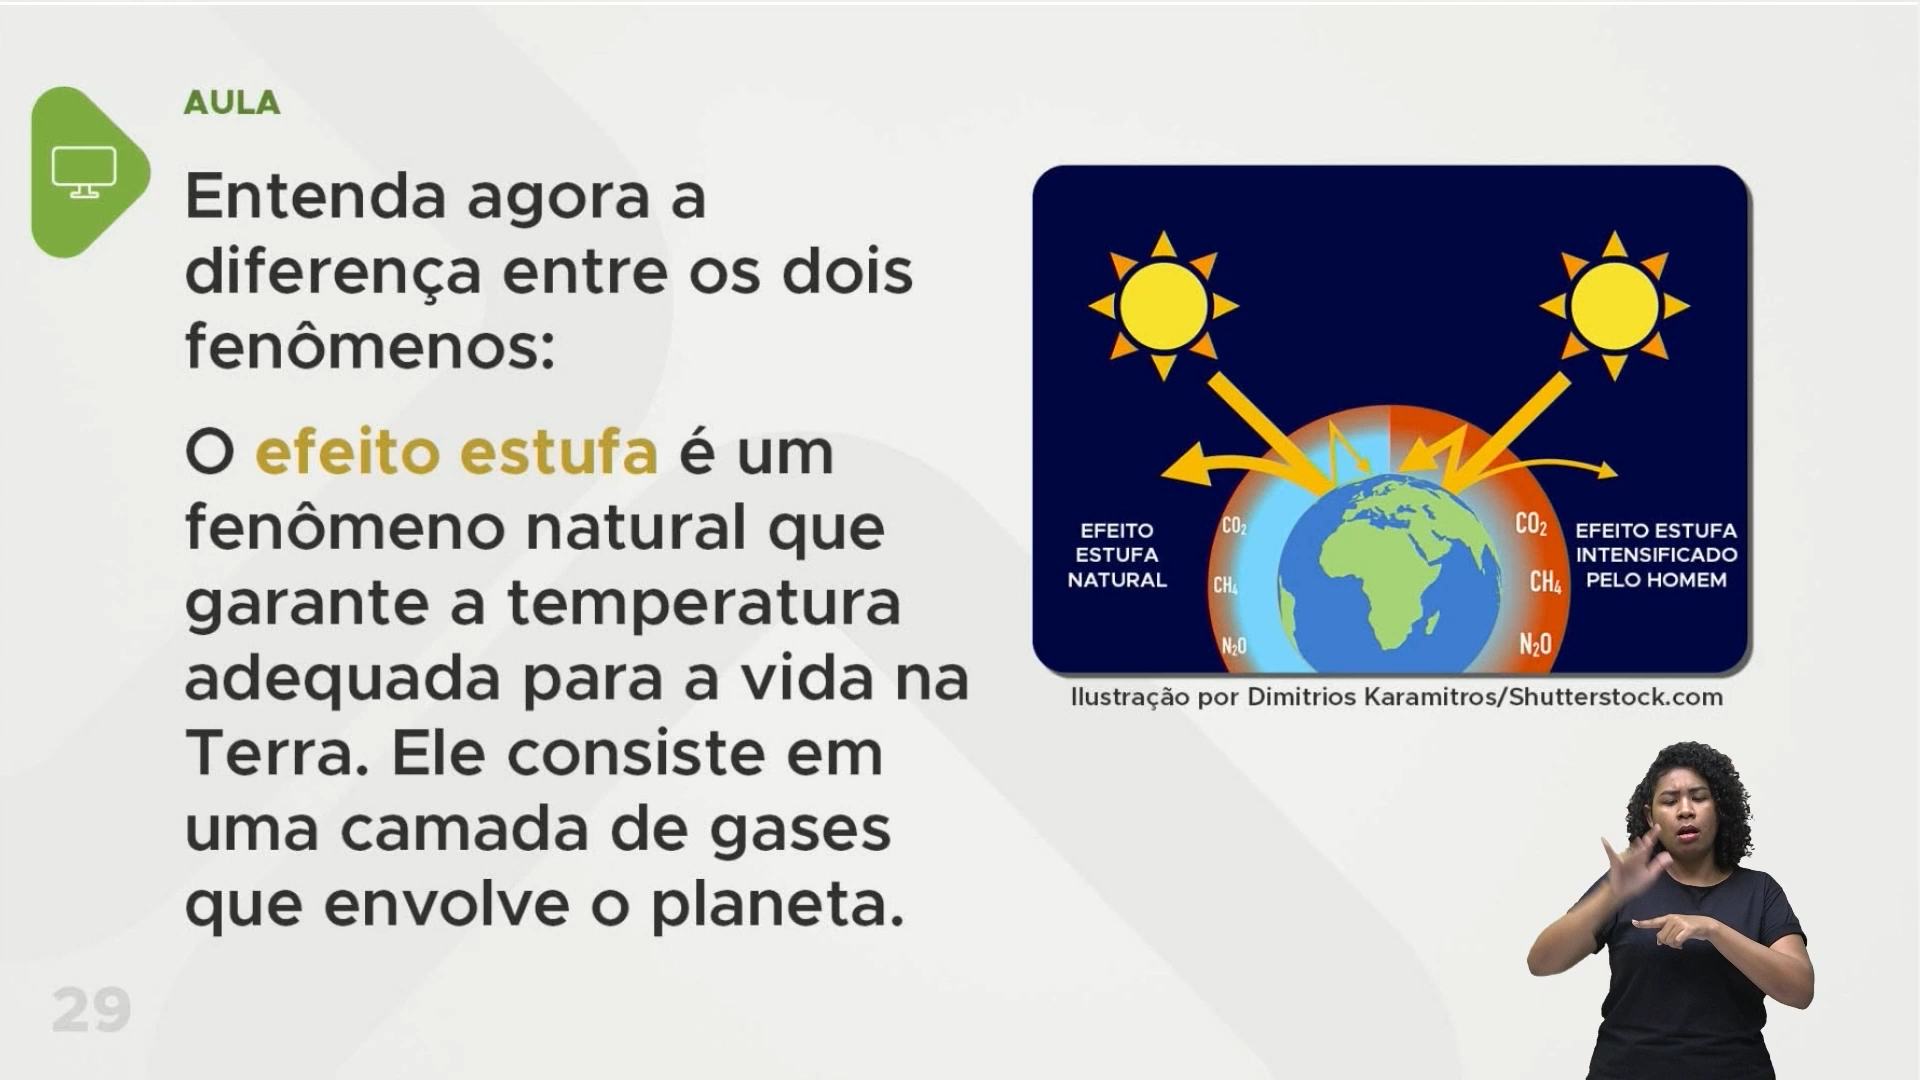 AULA
Entenda agora a
diferença entre os dois
fenômenos:
O efeito estufa é um
fenômeno natural que
garante a temperatura
adequada para a vida na
Terra. Ele consiste em
uma camada de gases
que envolve o planeta.
EFEITO
ESTUFA
NATURAL
CO₂
CH₄
N₂O
CO₂
CH₄
N₂O
EFEITO ESTUFA
INTENSIFICADO
PELO HOMEM
Ilustração por Dimitrios Karamitros/Shutterstock.com
29